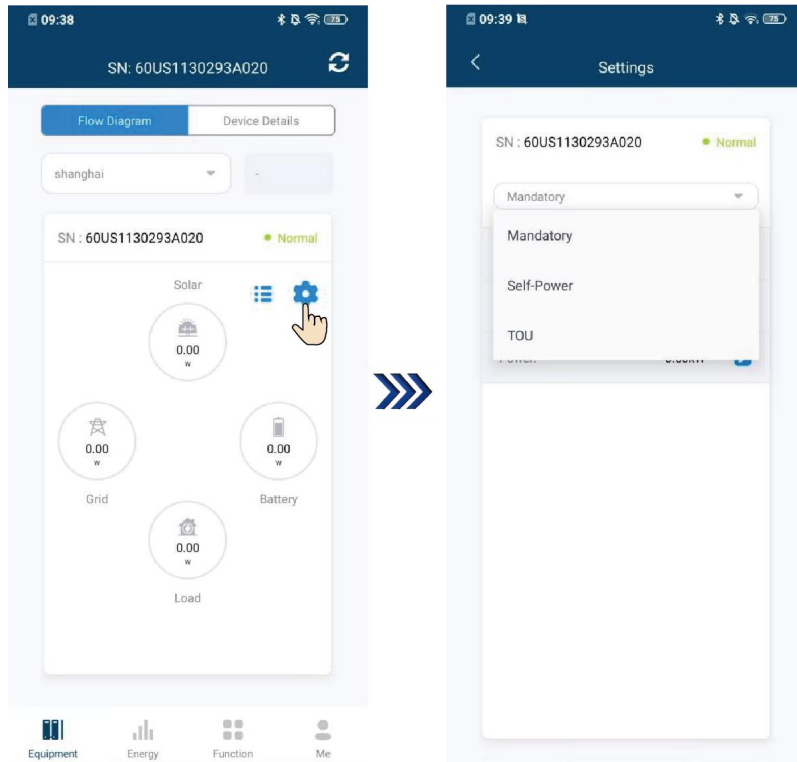 09:38
75
SN: 60US1130293A020
Flow Diagram
Device Details
shanghai
-
SN : 60US1130293A020
Normal
Solar
0.00
w
0.00
w
0.00
w
Grid
Battery
0.00
w
Load
Equipment
Energy
Function
Me
09:39
75
Settings
SN : 60US1130293A020
Normal
Mandatory
Mandatory
Self-Power
TOU